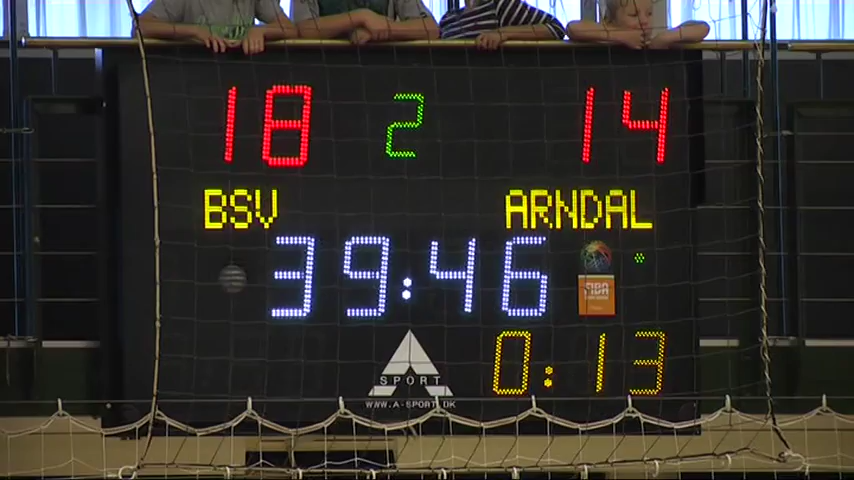 18 2 14
BSV ARNDAL
39:46
FIBA
0:13
SPORT
WWW.A-SPORT.DK